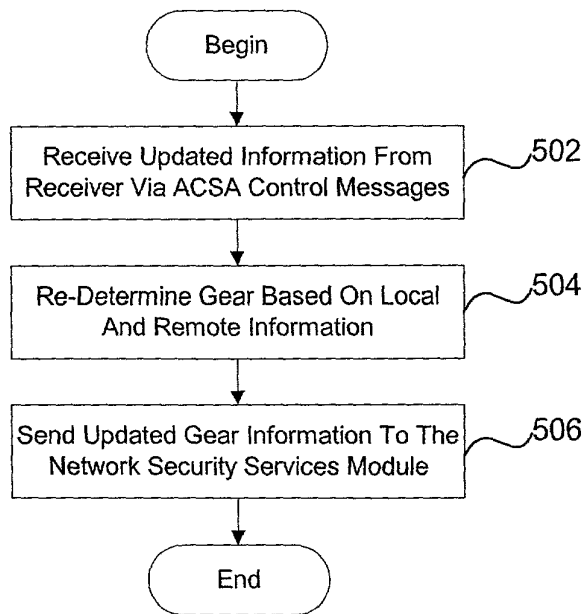 Begin
Receive Updated Information From
Receiver Via ACSA Control Messages
502
Re-Determine Gear Based On Local
And Remote Information
504
Send Updated Gear Information To The
Network Security Services Module
506
End